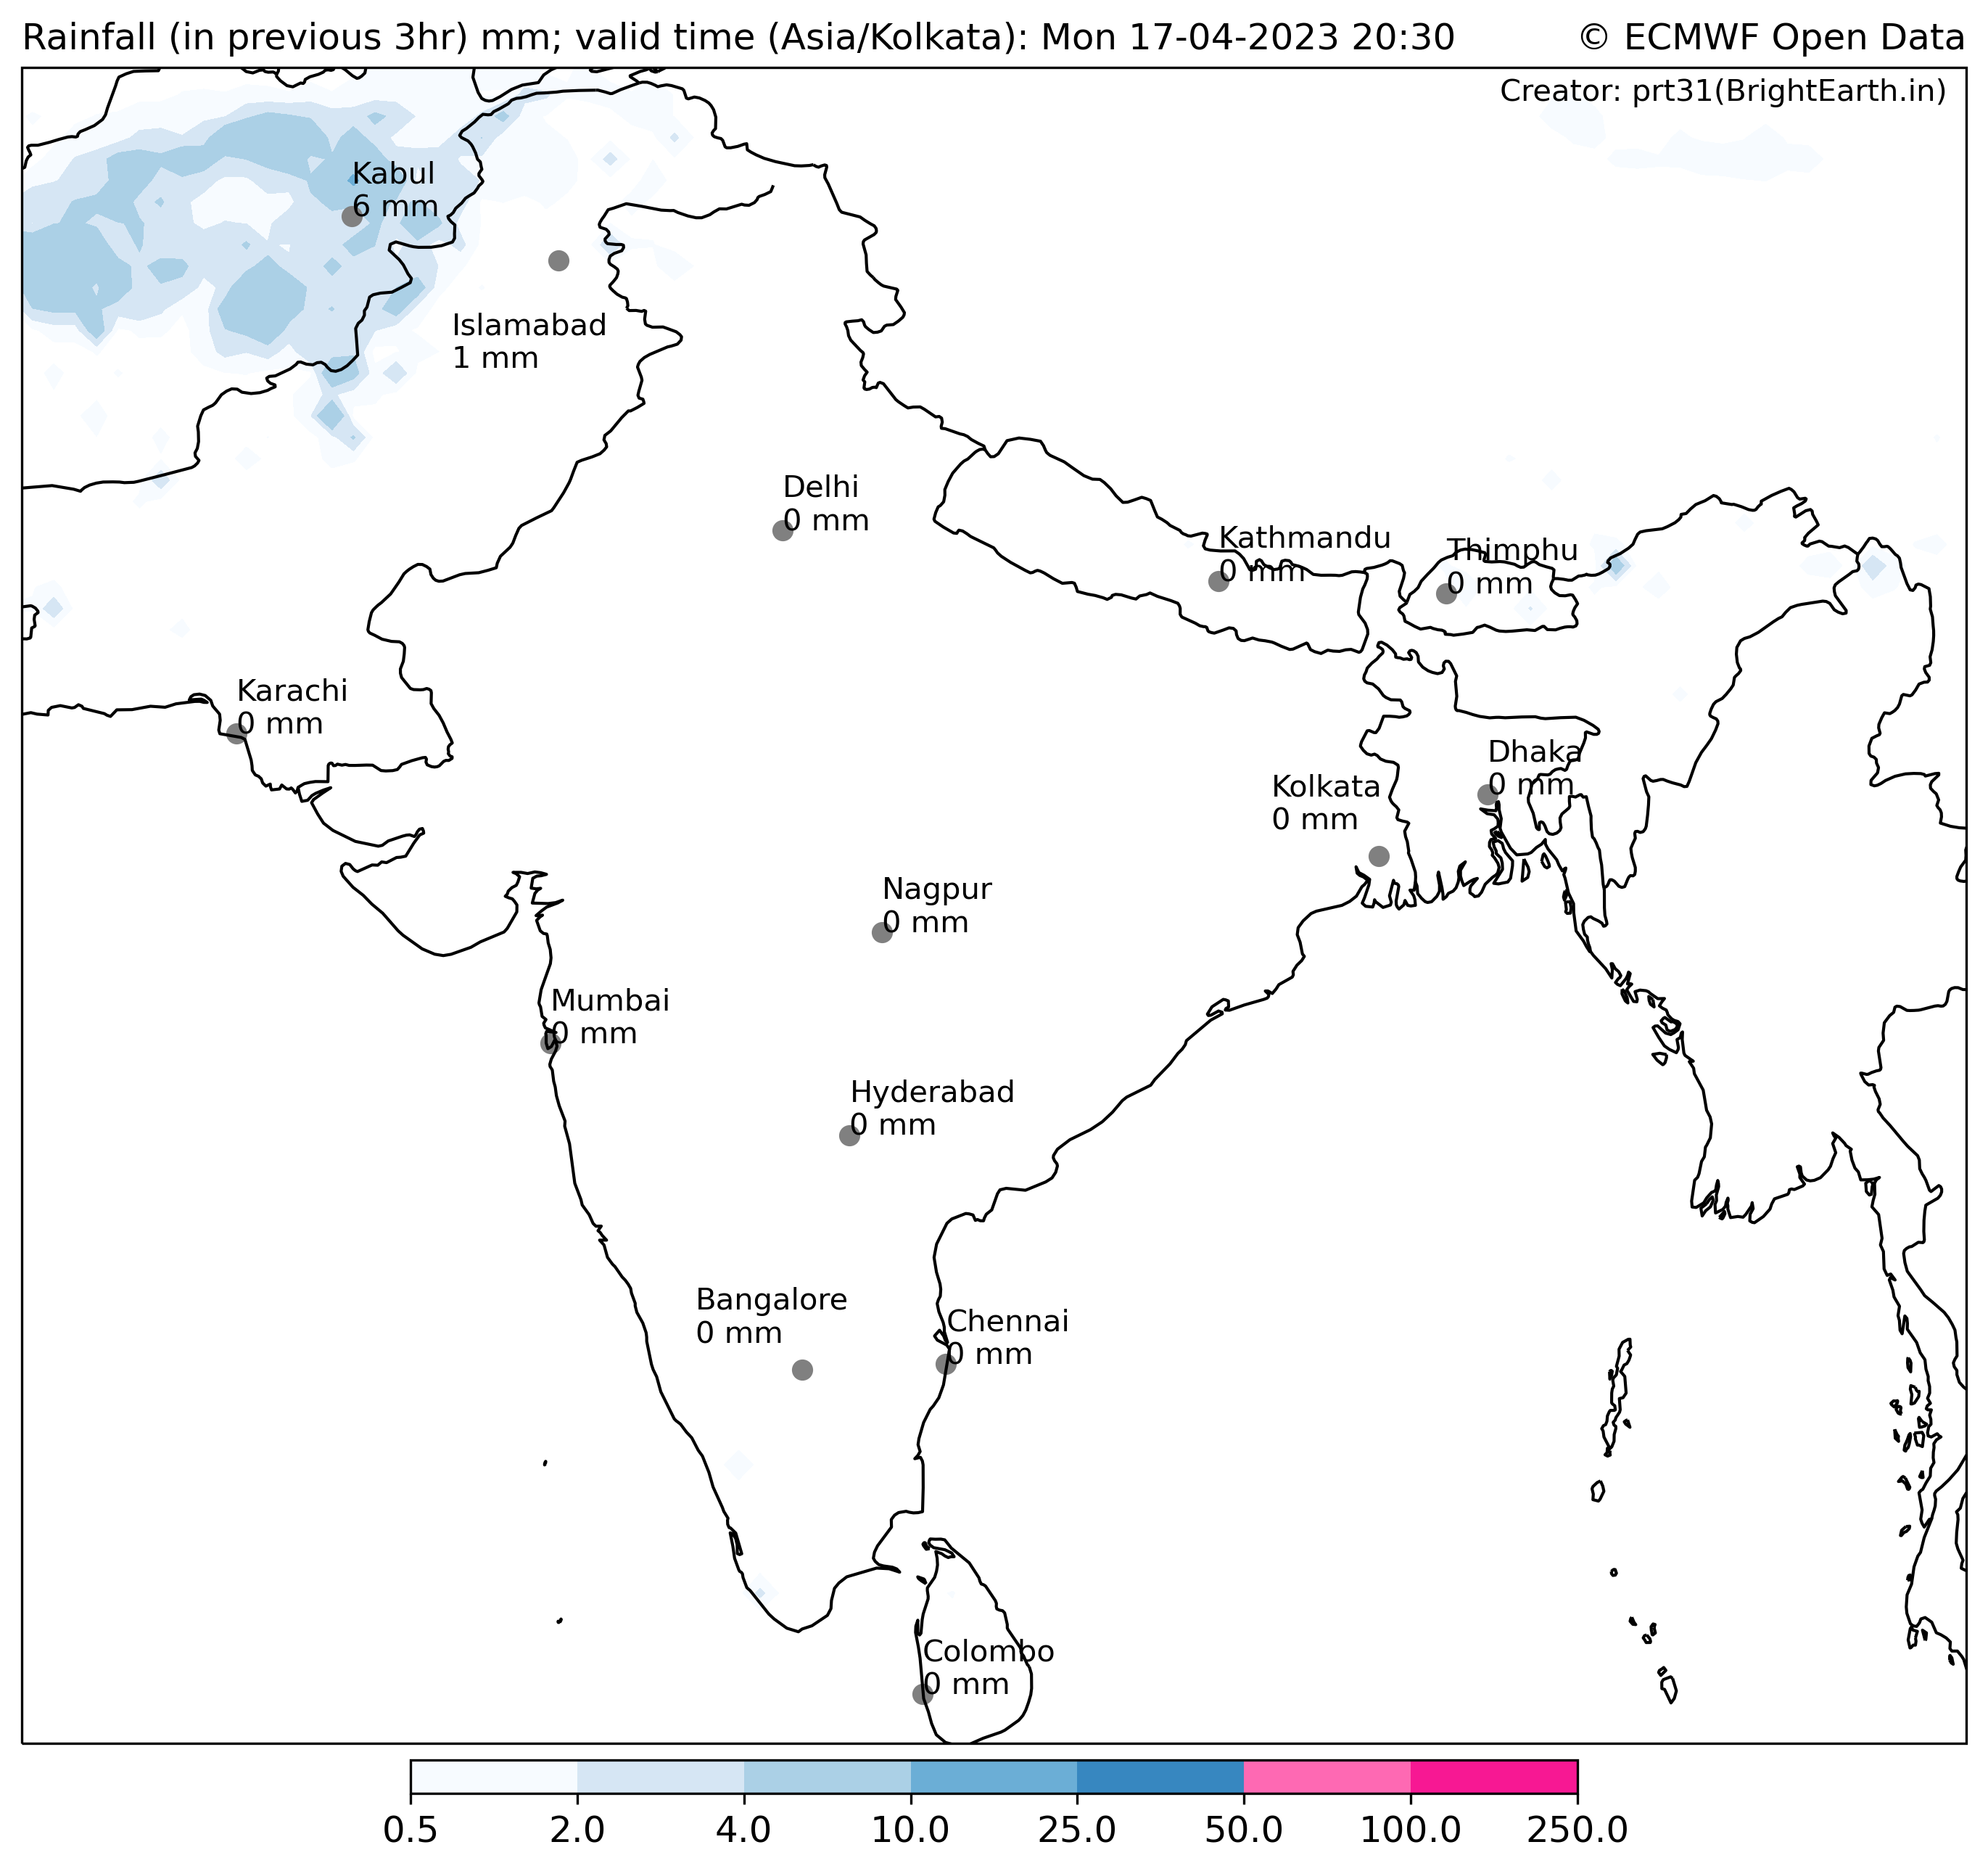 Rainfall (in previous 3hr) mm; valid time (Asia/Kolkata): Mon 17-04-2023 20:30
© ECMWF Open Data
Creator: prt31(BrightEarth.in)
Kabul
6 mm
Islamabad
1 mm
Delhi
0 mm
Kathmandu
0 mm
Thimphu
0 mm
Karachi
0 mm
Dhaka
0 mm
Kolkata
0 mm
Nagpur
0 mm
Mumbai
0 mm
Hyderabad
0 mm
Bangalore
0 mm
Chennai
0 mm
Colombo
0 mm
0.5 2.0 4.0 10.0 25.0 50.0 100.0 250.0